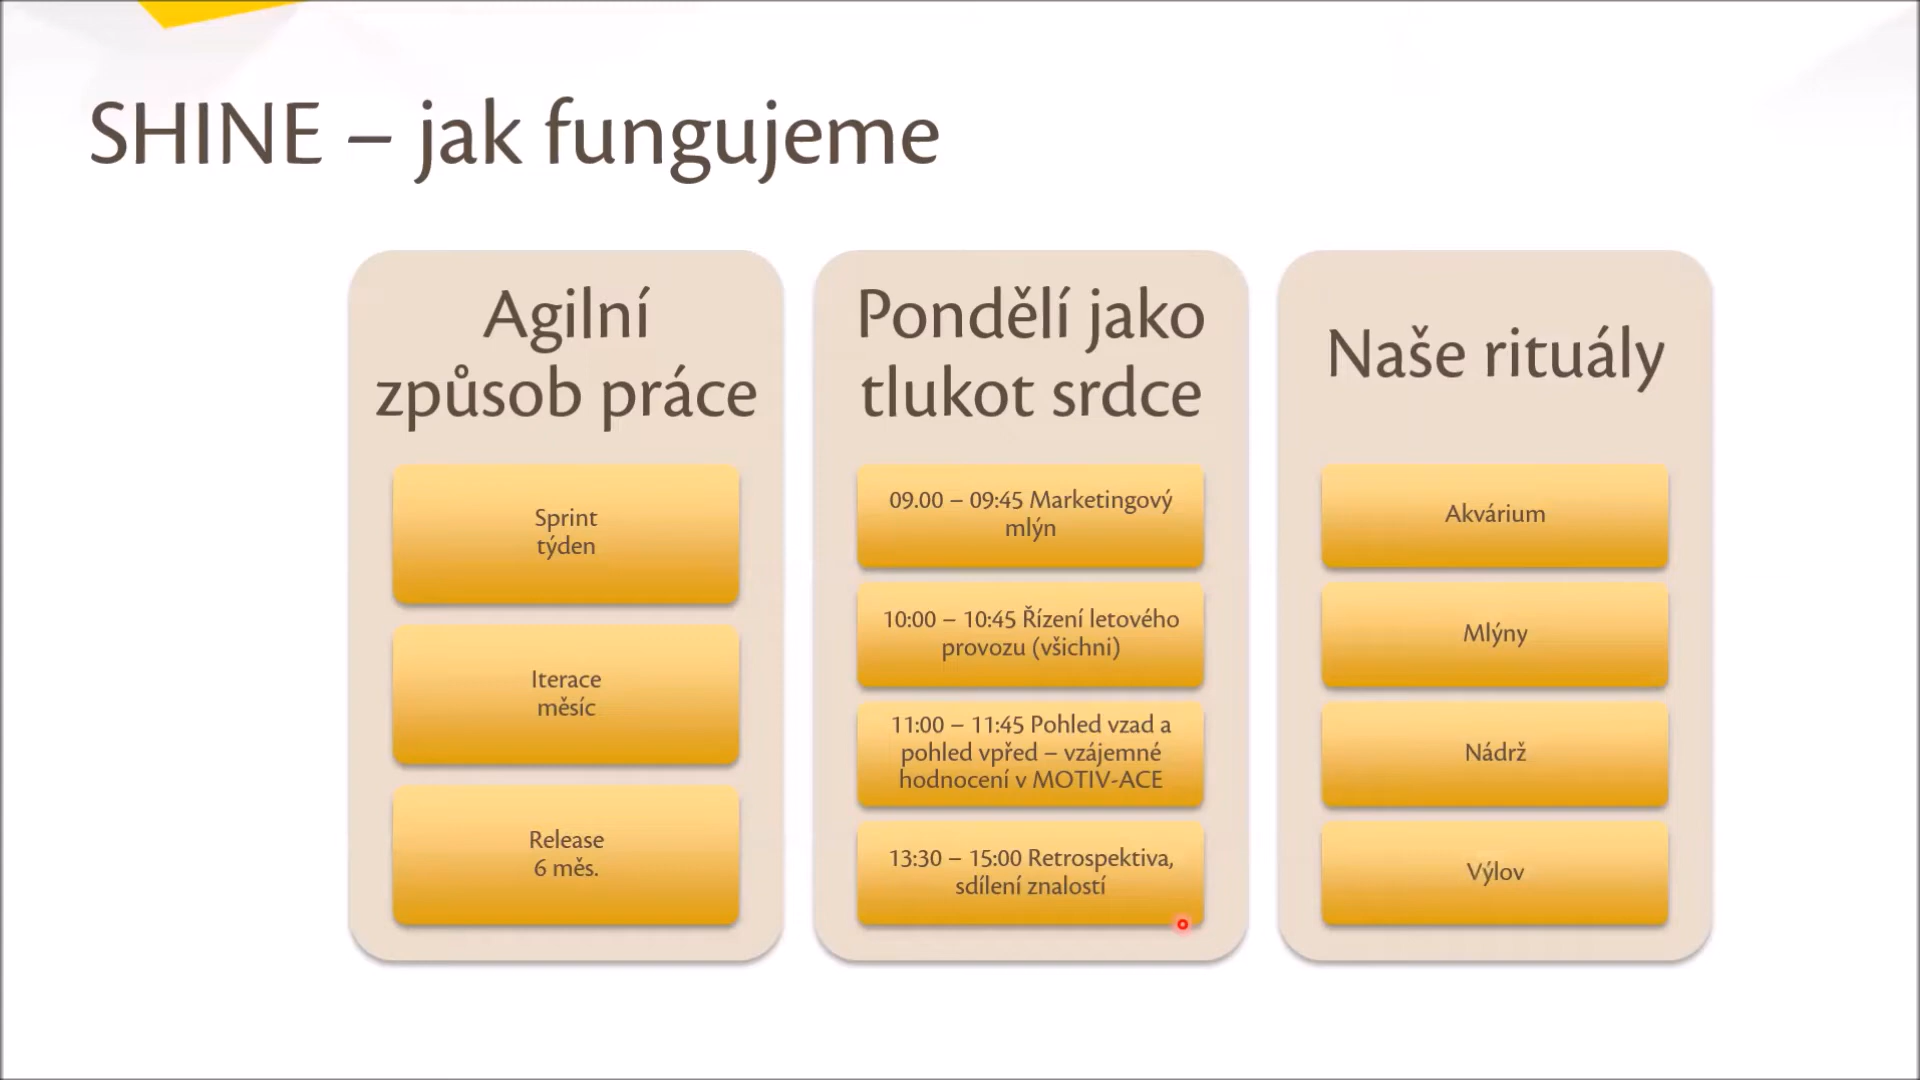 SHINE – jak fungujeme
Agilní
způsob práce
Sprint
týden
Iterace
měsíc
Release
6 měs.
Pondělí jako
tlukot srdce
09.00 – 09:45 Marketingový
mlýn
10:00 – 10:45 Řízení letového
provozu (všichni)
11:00 – 11:45 Pohled vzad a
pohled vpřed – vzájemné
hodnocení v MOTIV-ACE
13:30 – 15:00 Retrospektiva,
sdílení znalostí
Naše rituály
Akvárium
Mlýny
Nádrž
Výlov